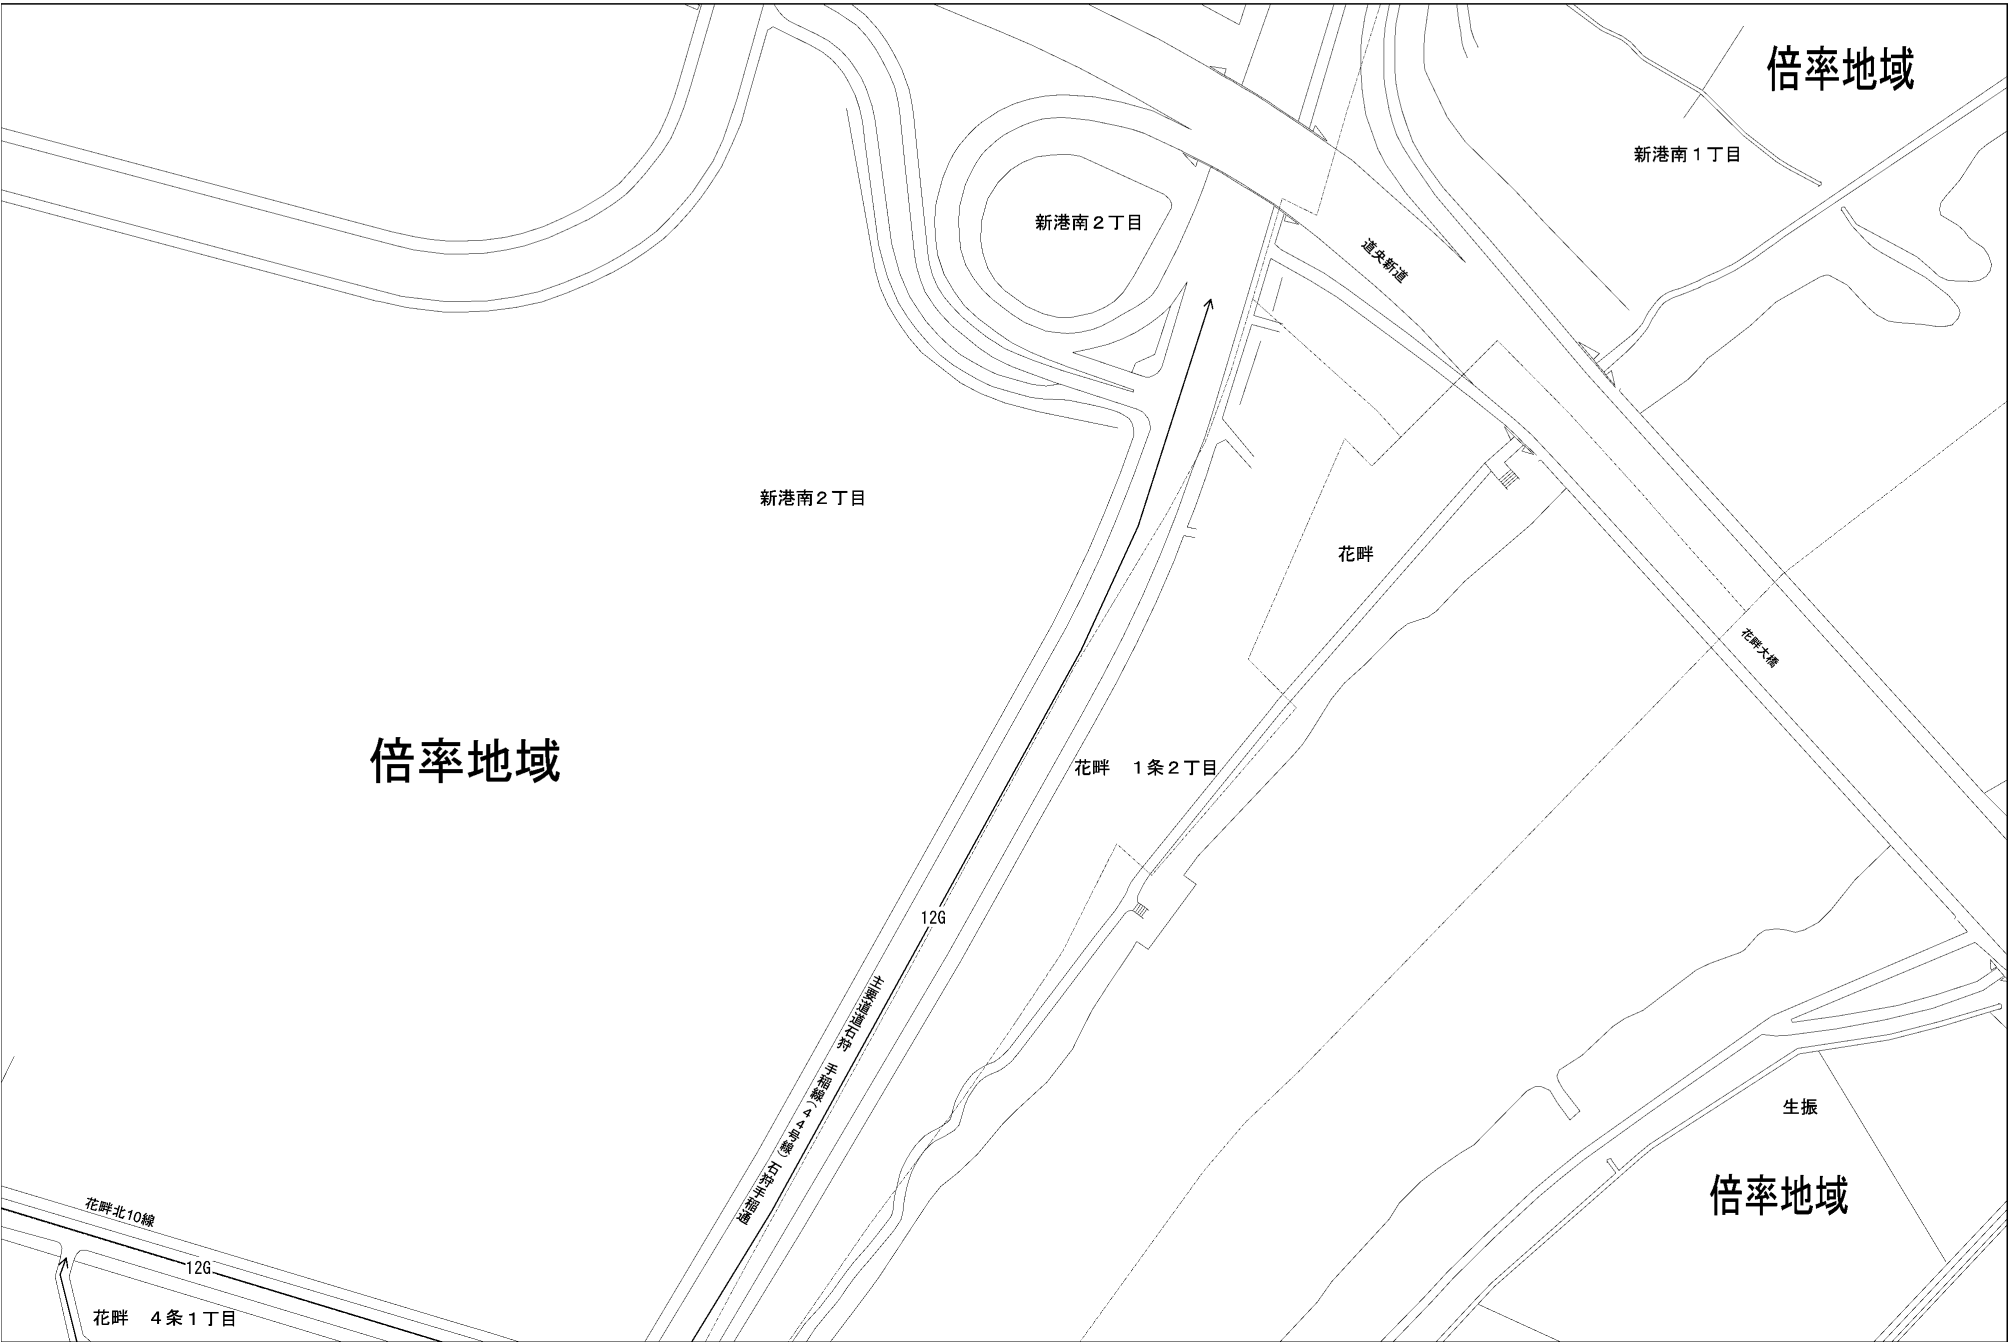 倍率地域
新港南１丁目
新港南２丁目
道央新道
新港南２丁目
花畔
花畔大橋
倍率地域
花畔　１条２丁目
12G
主要道道石狩　手稲線（４４号線）石狩手稲通
生振
倍率地域
花畔北10線
12G
花畔　４条１丁目